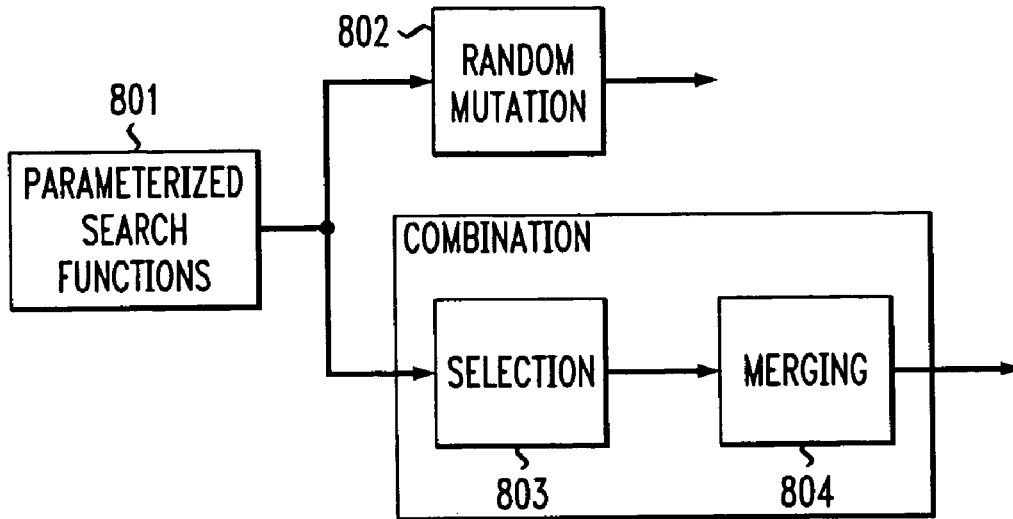 802
RANDOM
MUTATION
801
PARAMETERIZED
SEARCH
FUNCTIONS
COMBINATION
SELECTION
MERGING
803
804